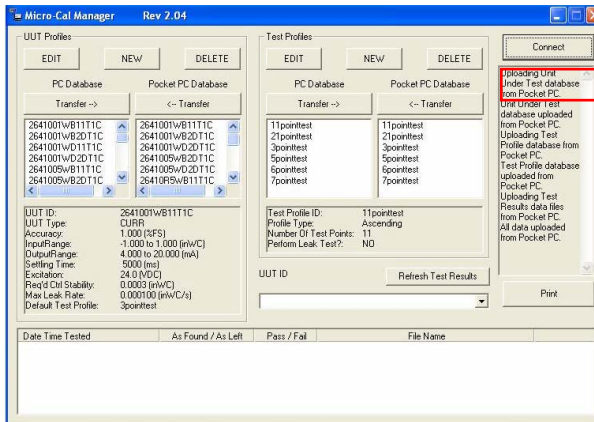 Micro-Cal Manager Rev 2.04
UUT Profiles
EDIT NEW DELETE
PC Database Pocket PC Database
Transfer --> <-- Transfer
2641001WB11T1C
2641001WB2DT1C
2641001WD11T1C
2641001WD2DT1C
2641005WB11T1C
2641005WB2DT1C
2641001WB11T1C
2641001WB2DT1C
2641001WD2DT1C
2641005WB2DT1C
2641005WD2DT1C
26410R5WB11T1C
UUT ID: 2641001WB11T1C
UUT Type: CURR
Accuracy: 1.000 (%FS)
InputRange: -1.000 to 1.000 (inWC)
OutputRange: 4.000 to 20.000 (mA)
Settling Time: 5000 (ms)
Excitation: 24.0 (VDC)
Req'd Ctrl Stability: 0.0003 (inWC)
Max Leak Rate: 0.000100 (inWC/s)
Default Test Profile: 3pointtest
Test Profiles
EDIT NEW DELETE
PC Database Pocket PC Database
Transfer --> <-- Transfer
11pointtest
21pointtest
3pointtest
5pointtest
6pointtest
7pointtest
11pointtest
21pointtest
3pointtest
5pointtest
6pointtest
7pointtest
Test Profile ID: 11pointtest
Profile Type: Ascending
Number Of Test Points: 11
Perform Leak Test?: NO
UUT ID
Refresh Test Results
Connect
Uploading Unit
Under Test database
from Pocket PC.
Unit Under Test
database uploaded
from Pocket PC.
Uploading Test
Profile database from
Pocket PC.
Test Profile database
uploaded from
Pocket PC.
Uploading Test
Results data files
from Pocket PC.
All data uploaded
from Pocket PC.
Print
Date Time Tested As Found / As Left Pass / Fail File Name